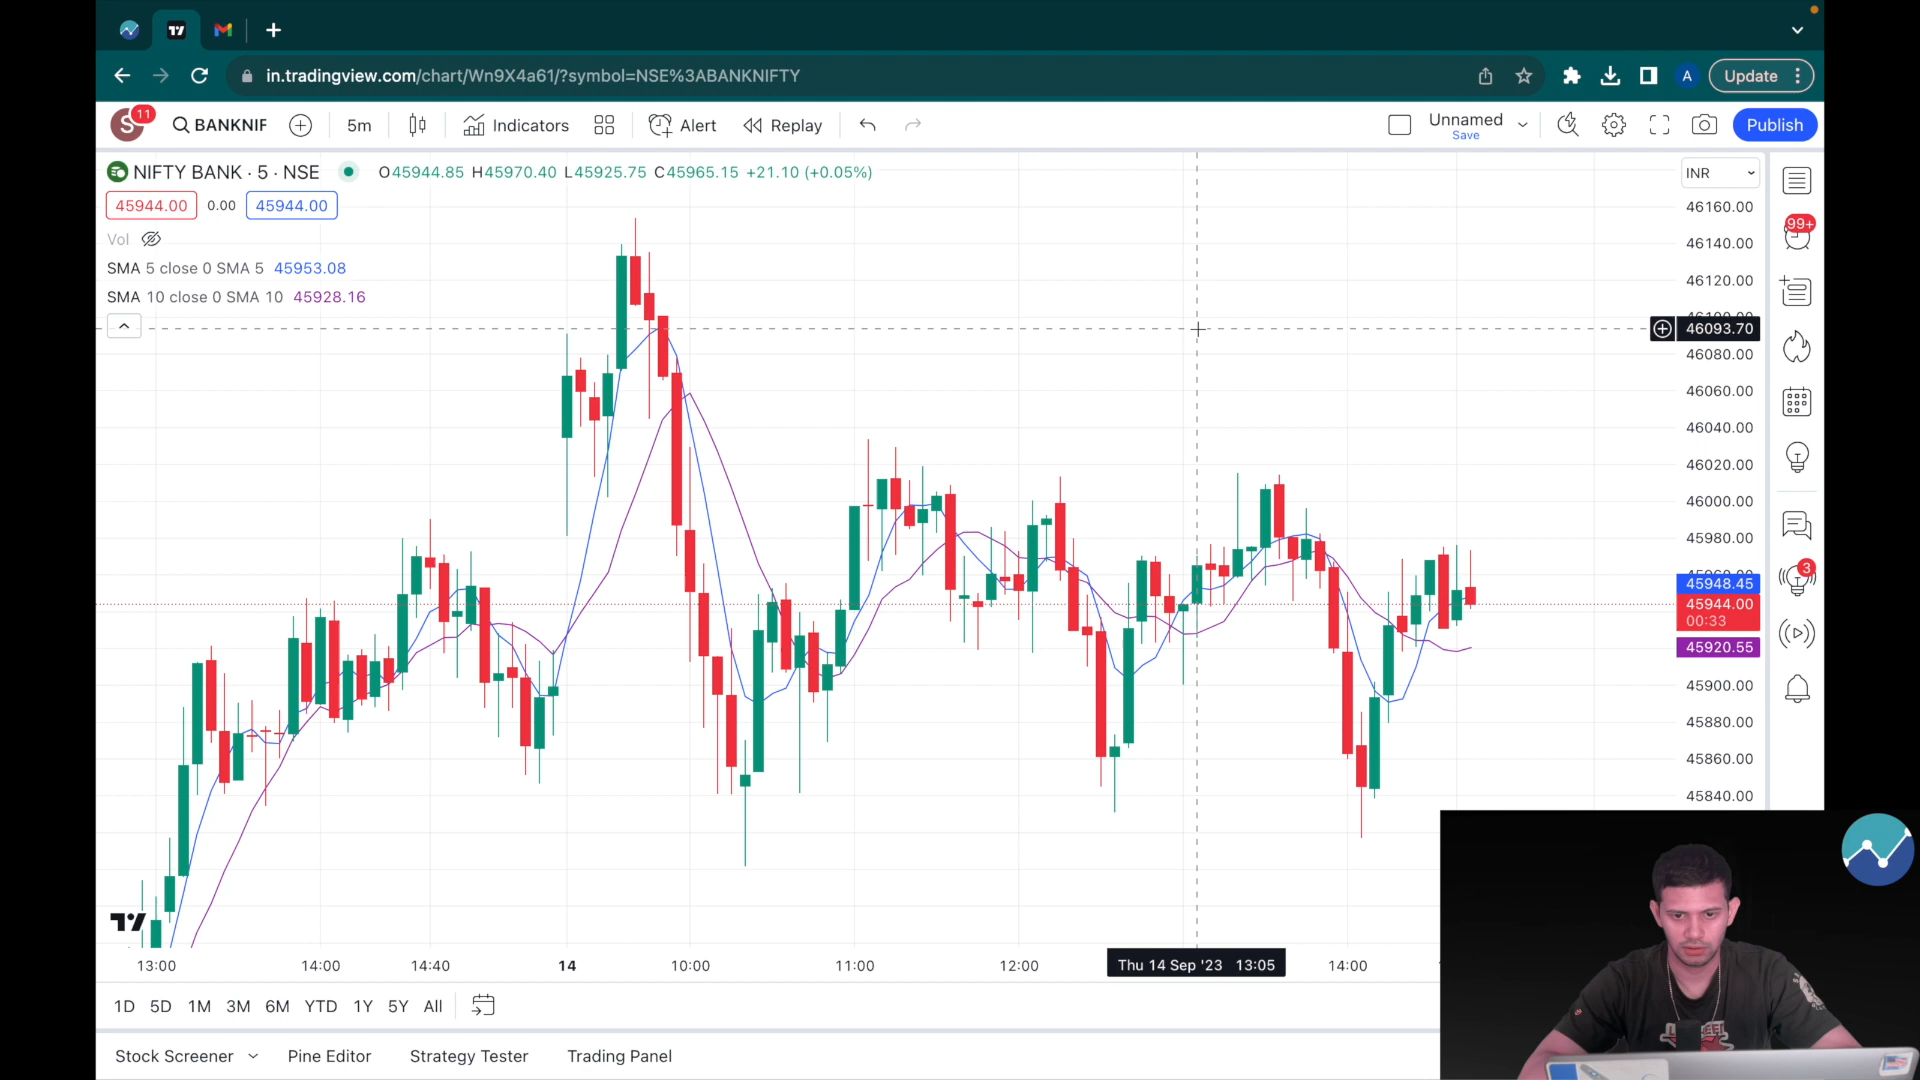 in.tradingview.com/chart/Wn9X4a61/?symbol=NSE%3ABANKNIFTY
A
Update
S
11
BANKNIF
5m
Indicators
Alert
Replay
Unnamed
Save
Publish
NIFTY BANK · 5 · NSE
O45944.85 H45970.40 L45925.75 C45965.15 +21.10 (+0.05%)
INR
45944.00 0.00 45944.00
Vol
SMA 5 close 0 SMA 5 45953.08
SMA 10 close 0 SMA 10 45928.16
46160.00
46140.00
46120.00
46093.70
46080.00
46060.00
46040.00
46020.00
46000.00
45980.00
45948.45
45944.00
00:33
45920.55
45900.00
45880.00
45860.00
45840.00
99+
3
13:00
14:00
14:40
14
10:00
11:00
12:00
Thu 14 Sep '23 13:05
14:00
1D 5D 1M 3M 6M YTD 1Y 5Y All
Stock Screener
Pine Editor
Strategy Tester
Trading Panel